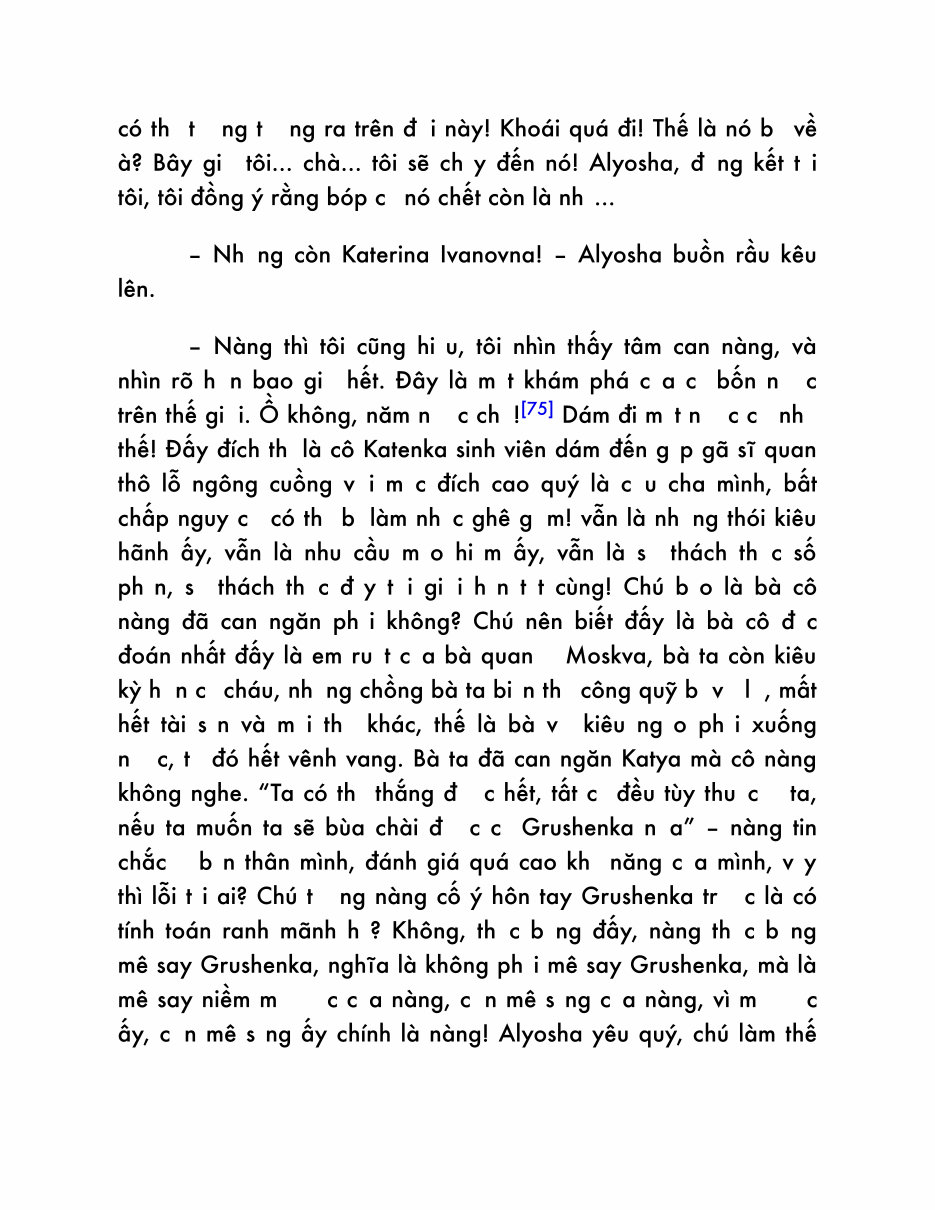 có th t ng t ng ra trên đ i này! Khoái quá đi! Thế là nó b về
à? Bây gi tôi... chà... tôi sẽ ch y đến nó! Alyosha, đ ng kết t i
tôi, tôi đồng ý rằng bóp c nó chết còn là nh ...
– Nh ng còn Katerina Ivanovna! – Alyosha buồn rầu kêu
lên.
– Nàng thì tôi cũng hi u, tôi nhìn thấy tâm can nàng, và
nhìn rõ h n bao gi hết. Đây là m t khám phá c a c bốn n c
trên thế gi i. Ồ không, năm n c ch ![75] Dám đi m t n c c nh
thế! Đấy đích th là cô Katenka sinh viên dám đến g p gã sĩ quan
thô lỗ ngông cuồng v i m c đích cao quý là c u cha mình, bất
chấp nguy c có th b làm nh c ghê g m! vẫn là nh ng thói kiêu
hãnh ấy, vẫn là nhu cầu m o hi m ấy, vẫn là s thách th c số
ph n, s thách th c đ y t i gi i h n t t cùng! Chú b o là bà cô
nàng đã can ngăn ph i không? Chú nên biết đấy là bà cô đ c
đoán nhất đấy là em ru t c a bà quan Moskva, bà ta còn kiêu
kỳ h n c cháu, nh ng chồng bà ta bi n th công quỹ b v l , mất
hết tài s n và m i th khác, thế là bà v kiêu ng o ph i xuống
n c, t đó hết vênh vang. Bà ta đã can ngăn Katya mà cô nàng
không nghe. “Ta có th thắng đ c hết, tất c đều tùy thu c ta,
nếu ta muốn ta sẽ bùa chài đ c c Grushenka n a” – nàng tin
chắc b n thân mình, đánh giá quá cao kh năng c a mình, v y
thì lỗi t i ai? Chú t ng nàng cố ý hôn tay Grushenka tr c là có
tính toán ranh mãnh h ? Không, th c b ng đấy, nàng th c b ng
mê say Grushenka, nghĩa là không ph i mê say Grushenka, mà là
mê say niềm m c c a nàng, c n mê s ng c a nàng, vì m c
ấy, c n mê s ng ấy chính là nàng! Alyosha yêu quý, chú làm thế